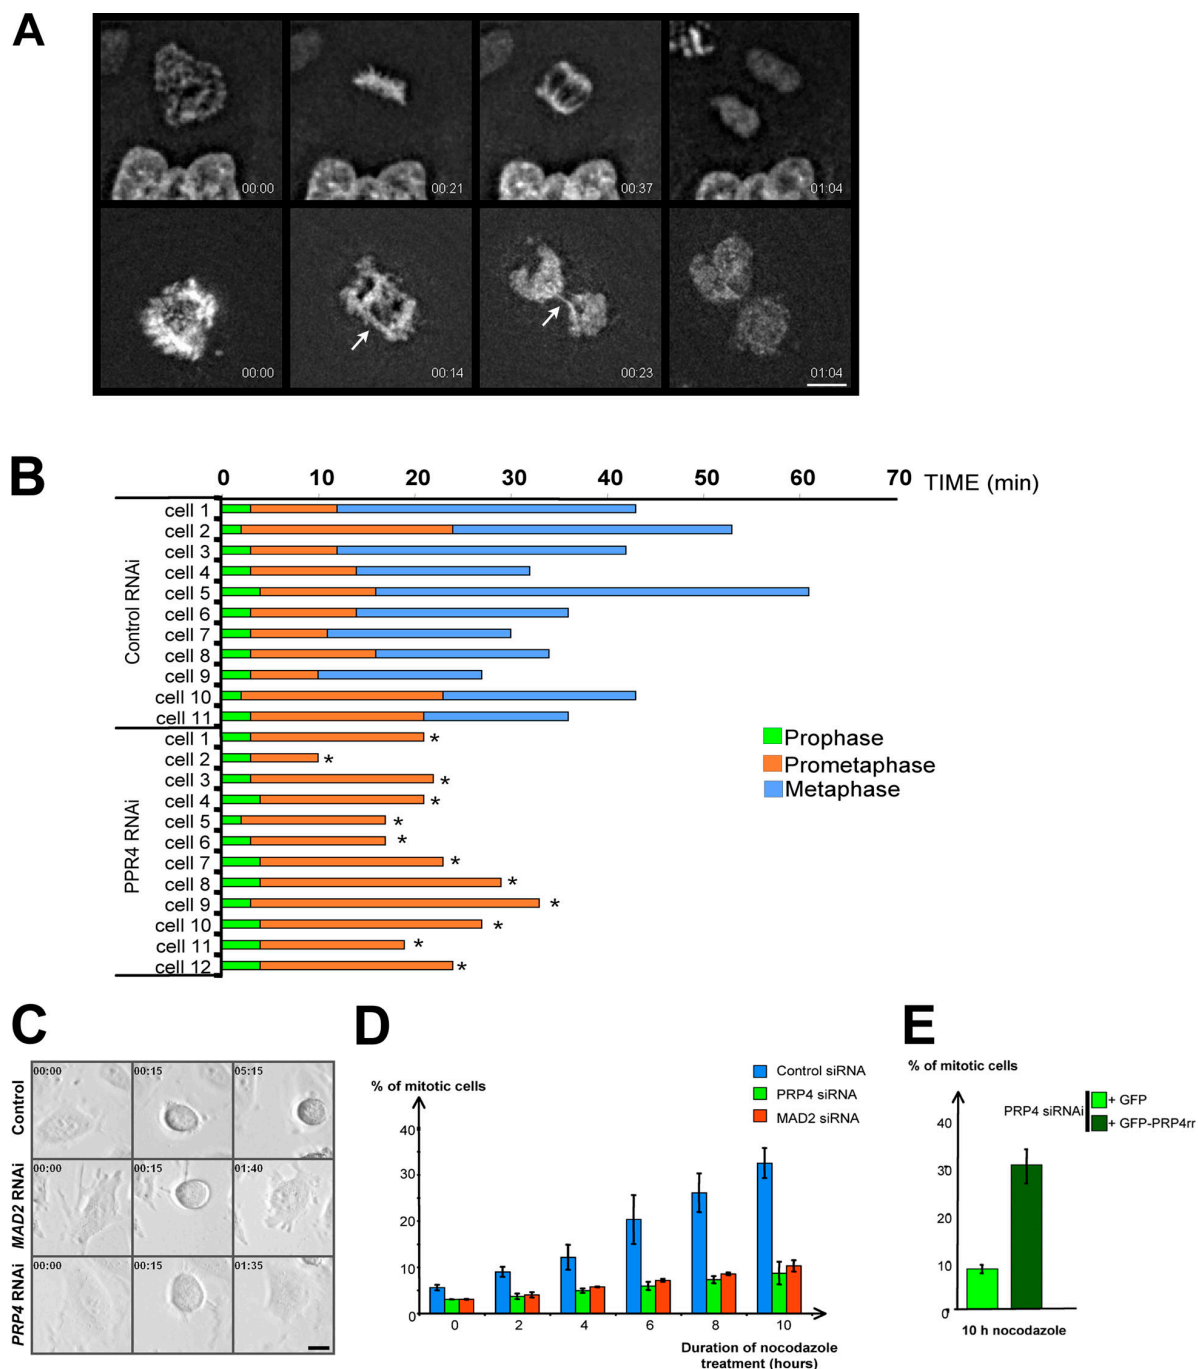 A
00:00
00:21
00:37
01:04
00:00
00:14
00:23
01:04
B
0 10 20 30 40 50 60 70 TIME (min)
Control RNAi
cell 1
cell 2
cell 3
cell 4
cell 5
cell 6
cell 7
cell 8
cell 9
cell 10
cell 11
PPR4 RNAi
cell 1 *
cell 2 *
cell 3 *
cell 4 *
cell 5 *
cell 6 *
cell 7 *
cell 8 *
cell 9 *
cell 10 *
cell 11 *
cell 12 *
Prophase
Prometaphase
Metaphase
C
Control
00:00
00:15
05:15
MAD2 RNAi
00:00
00:15
01:40
PRP4 RNAi
00:00
00:15
01:35
D
% of mitotic cells
Control siRNA
PRP4 siRNA
MAD2 siRNA
40
30
20
10
0
0 2 4 6 8 10
Duration of nocodazole
treatment (hours)
E
% of mitotic cells
PRP4 siRNAi
+ GFP
+ GFP-PRP4rr
40
30
20
10
0
10 h nocodazole